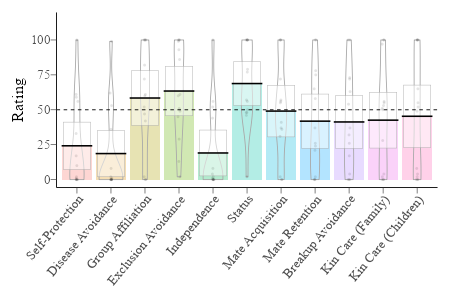 100
75
50
25
0
Rating
Self-Protection
Disease Avoidance
Group Affiliation
Exclusion Avoidance
Independence
Status
Mate Acquisition
Mate Retention
Breakup Avoidance
Kin Care (Family)
Kin Care (Children)